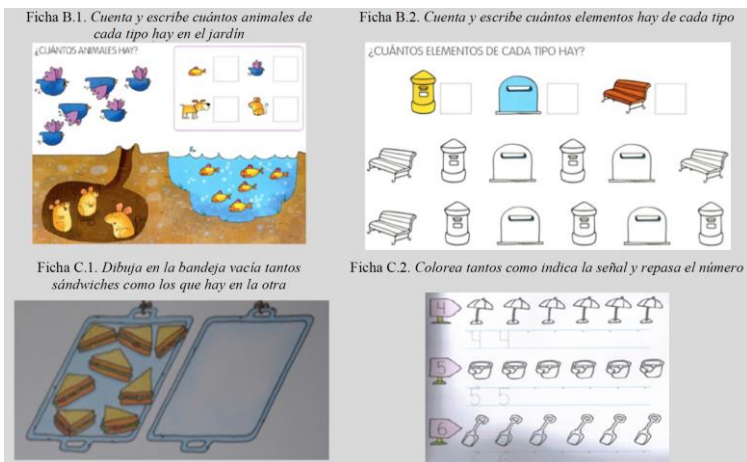 Ficha B.1. Cuenta y escribe cuántos animales de
cada tipo hay en el jardín
¿CUÁNTOS ANIMALES HAY?
Ficha B.2. Cuenta y escribe cuántos elementos hay de cada tipo
¿CUÁNTOS ELEMENTOS DE CADA TIPO HAY?
Ficha C.1. Dibuja en la bandeja vacía tantos
sándwiches como los que hay en la otra
Ficha C.2. Colorea tantos como indica la señal y repasa el número
4
4 4
5
5 5
6